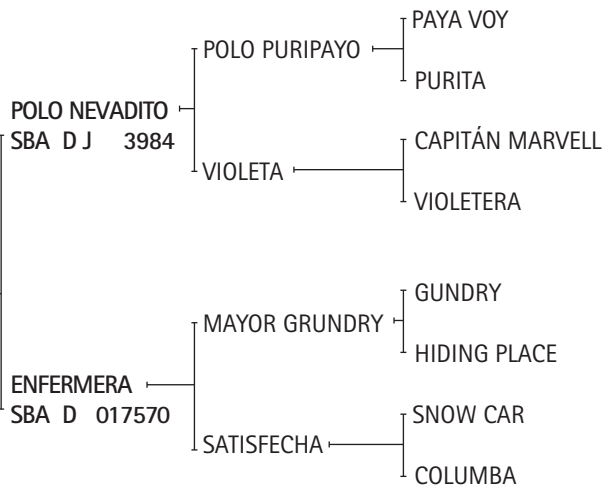 PAYA VOY
POLO PURIPAYO
PURITA
POLO NEVADITO
SBA D J 3984
CAPITÁN MARVELL
VIOLETA
VIOLETERA
GUNDRY
MAYOR GRUNDRY
HIDING PLACE
ENFERMERA
SBA D 017570
SNOW CAR
SATISFECHA
COLUMBA